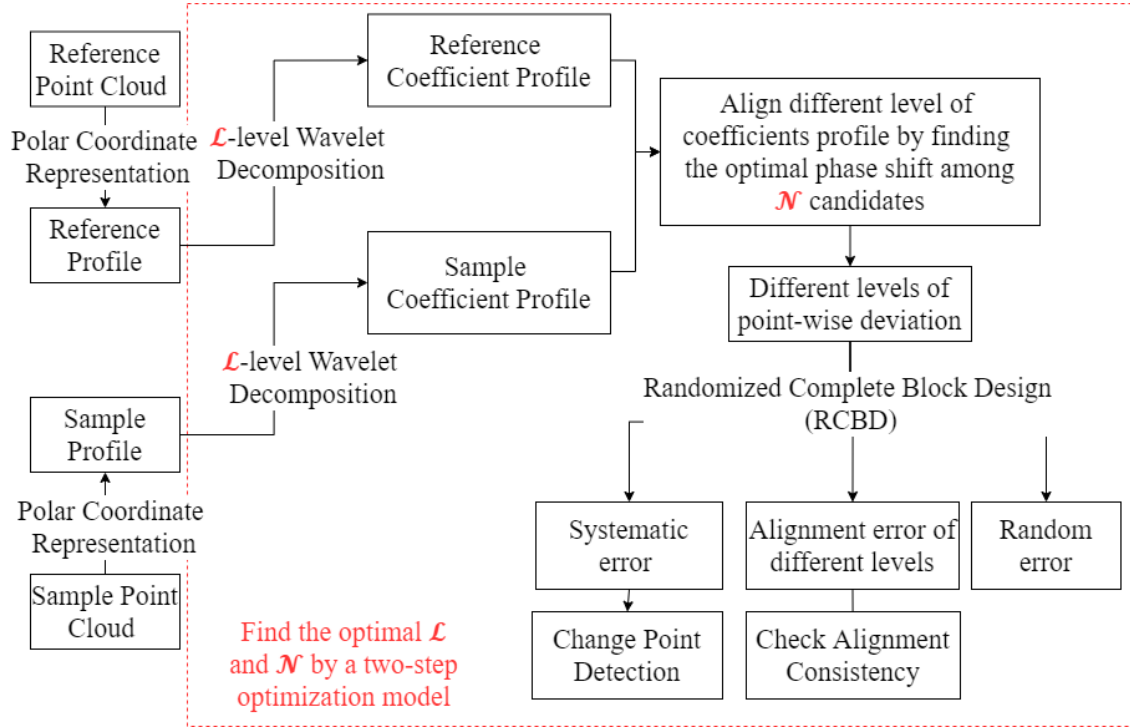 Reference
Point Cloud
Polar Coordinate
Representation
Reference
Profile
ℒ-level Wavelet
Decomposition
Reference
Coefficient Profile
Sample
Coefficient Profile
ℒ-level Wavelet
Decomposition
Sample
Profile
Polar Coordinate
Representation
Sample Point
Cloud
Align different level of
coefficients profile by finding
the optimal phase shift among
𝒩 candidates
Different levels of
point-wise deviation
Randomized Complete Block Design
(RCBD)
Systematic
error
Alignment error of
different levels
Random
error
Change Point
Detection
Check Alignment
Consistency
Find the optimal ℒ
and 𝒩 by a two-step
optimization model